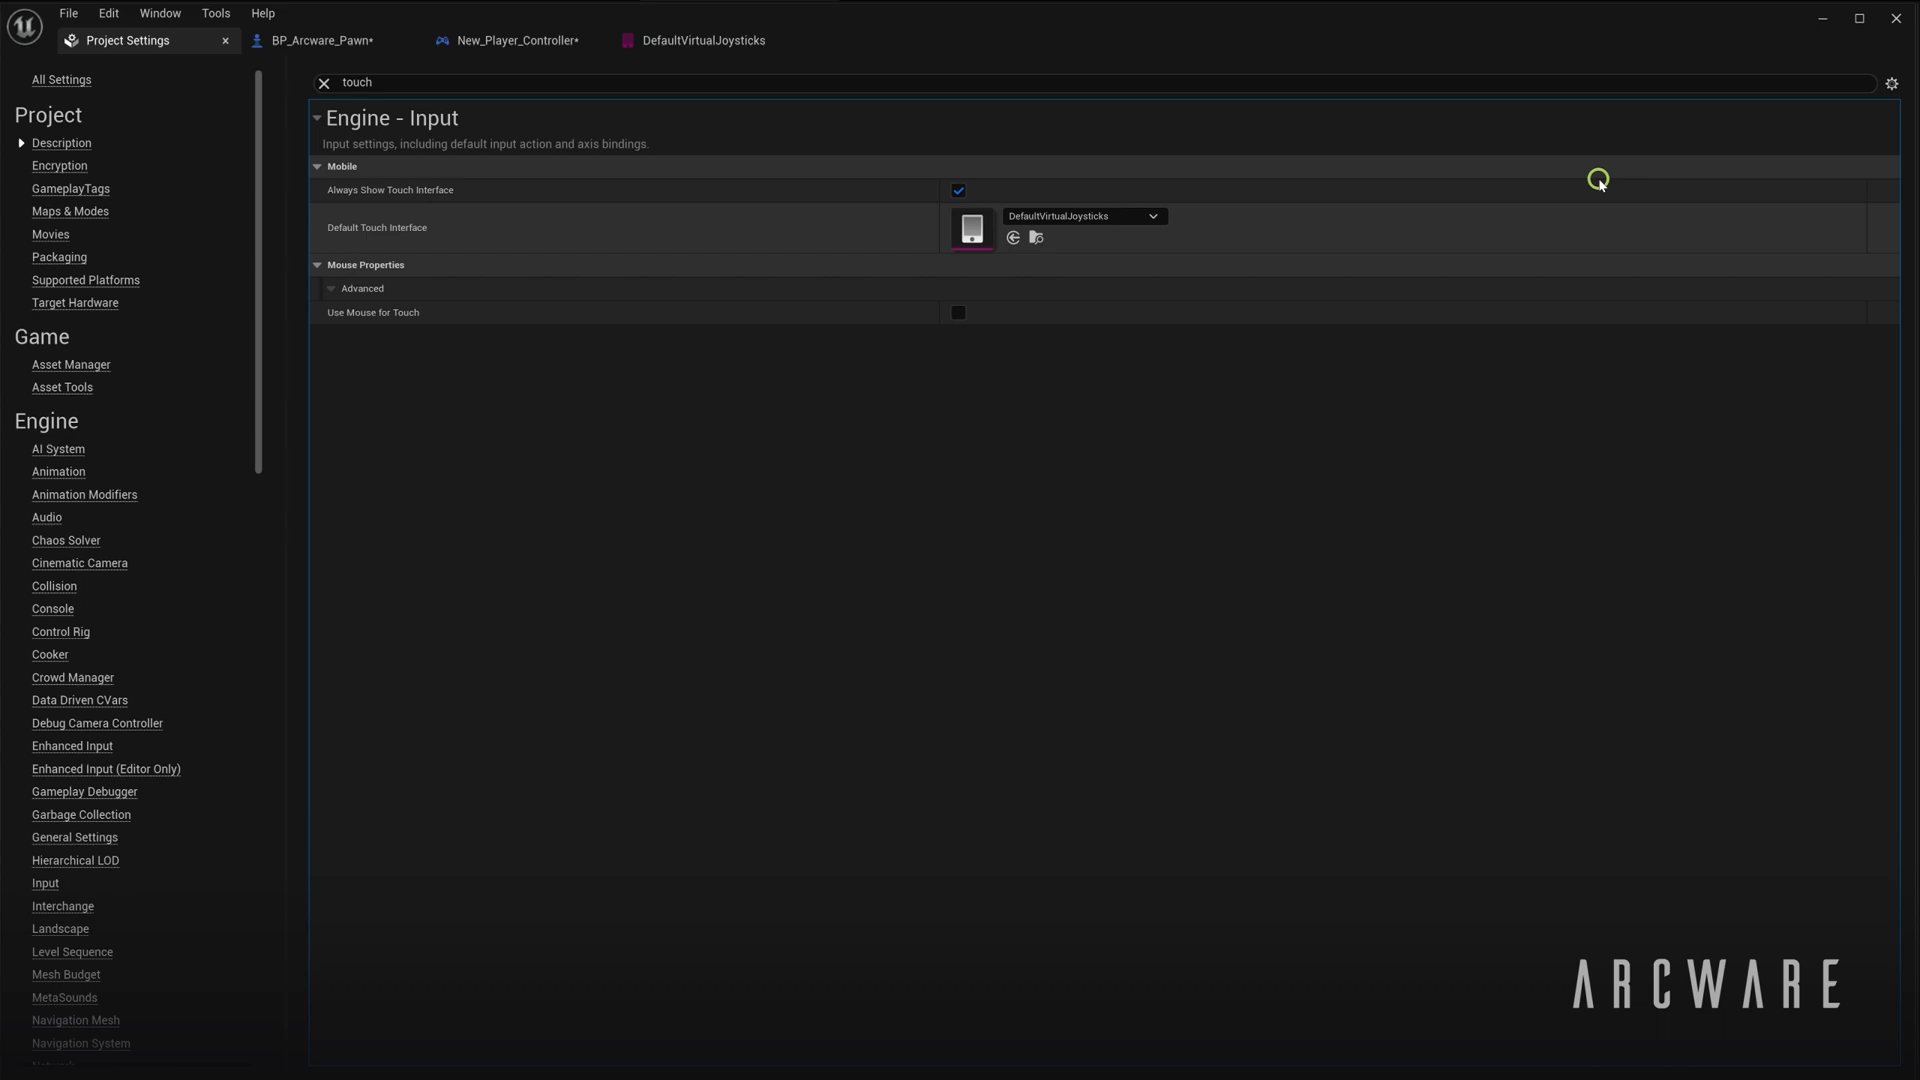 File Edit Window Tools Help
Project Settings BP_Arcware_Pawn* New_Player_Controller* DefaultVirtualJoysticks
All Settings
Project
Description
Encryption
GameplayTags
Maps & Modes
Movies
Packaging
Supported Platforms
Target Hardware
Game
Asset Manager
Asset Tools
Engine
AI System
Animation
Animation Modifiers
Audio
Chaos Solver
Cinematic Camera
Collision
Console
Control Rig
Cooker
Crowd Manager
Data Driven CVars
Debug Camera Controller
Enhanced Input
Enhanced Input (Editor Only)
Gameplay Debugger
Garbage Collection
General Settings
Hierarchical LOD
Input
Interchange
Landscape
Level Sequence
Mesh Budget
MetaSounds
Navigation Mesh
Navigation System
touch
Engine - Input
Input settings, including default input action and axis bindings.
Mobile
Always Show Touch Interface
Default Touch Interface DefaultVirtualJoysticks
Mouse Properties
Advanced
Use Mouse for Touch
ARCWARE